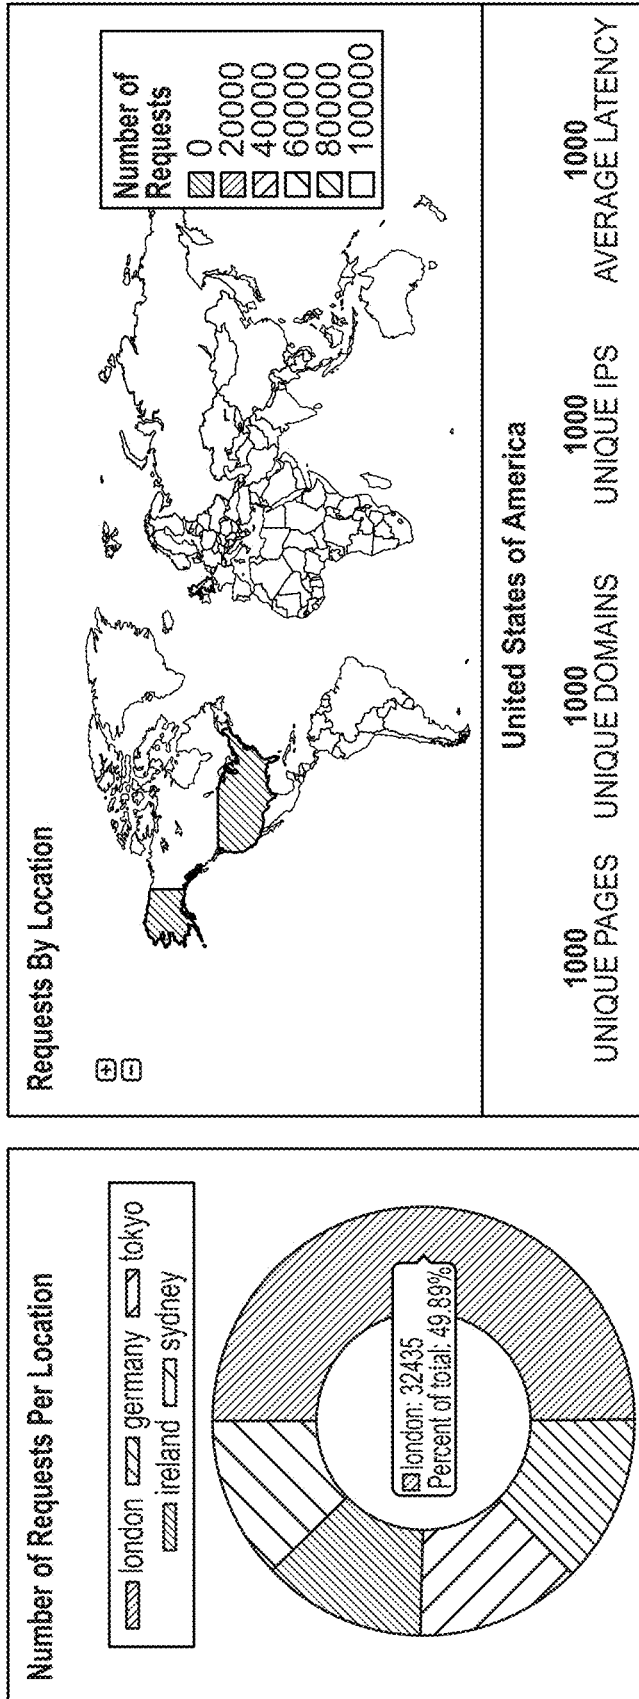 Number of Requests Per Location
london germany tokyo
ireland sydney
london: 32435
Percent of total: 49.89%
Requests By Location
+
−
Number of
Requests
0
20000
40000
60000
80000
100000
United States of America
1000 1000 1000 1000
UNIQUE PAGES UNIQUE DOMAINS UNIQUE IPS AVERAGE LATENCY